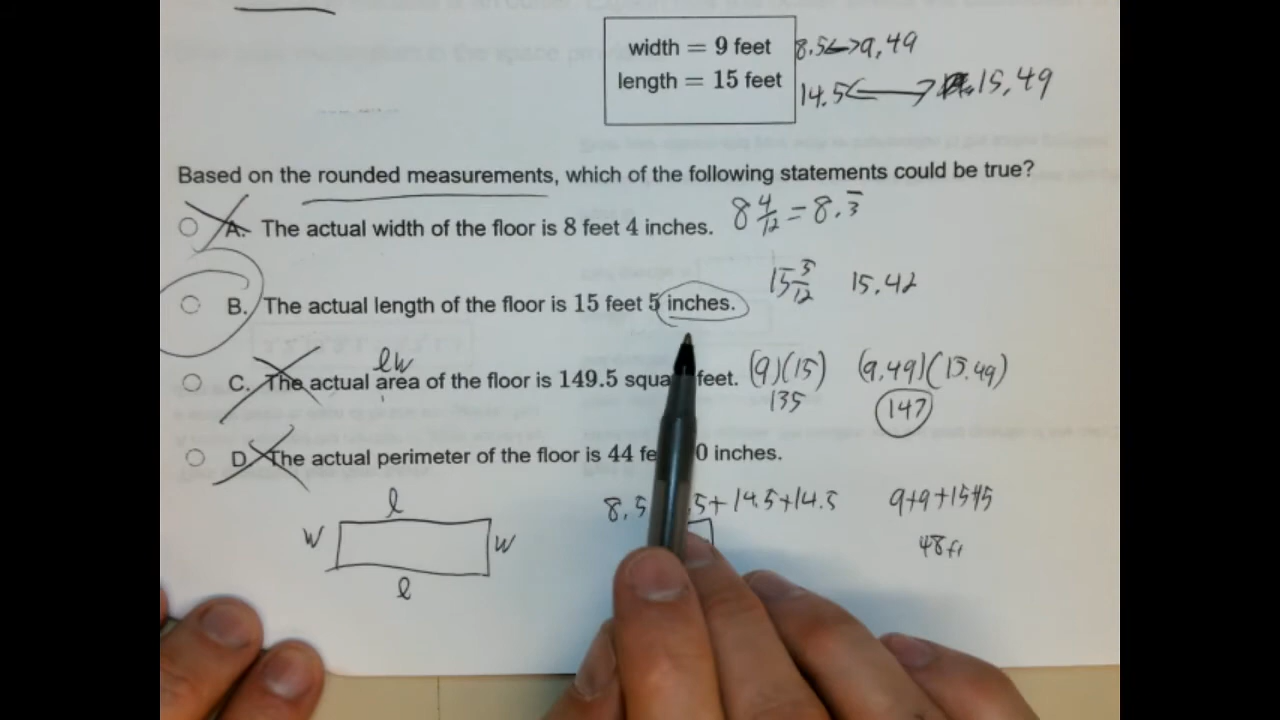 width = 9 feet 8.5<->9,49
length = 15 feet 14.5<->15,49
Based on the rounded measurements, which of the following statements could be true?
A. The actual width of the floor is 8 feet 4 inches. 8 4/12 = 8.3̅
B. The actual length of the floor is 15 feet 5 inches. 15 5/12 15.42
lw
C. The actual area of the floor is 149.5 squa feet. (9)(15) (9,49)(15.49)
135 147
D The actual perimeter of the floor is 44 fe 0 inches.
l 8,5 .5+14.5+14.5 9+9+15+15
W W 48ft
l